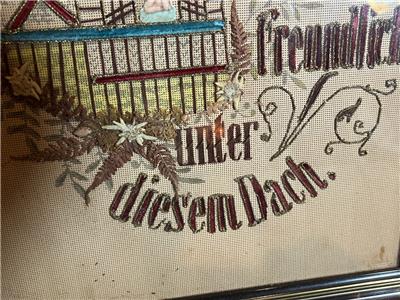 Freundlich
unter
diesem Dach.